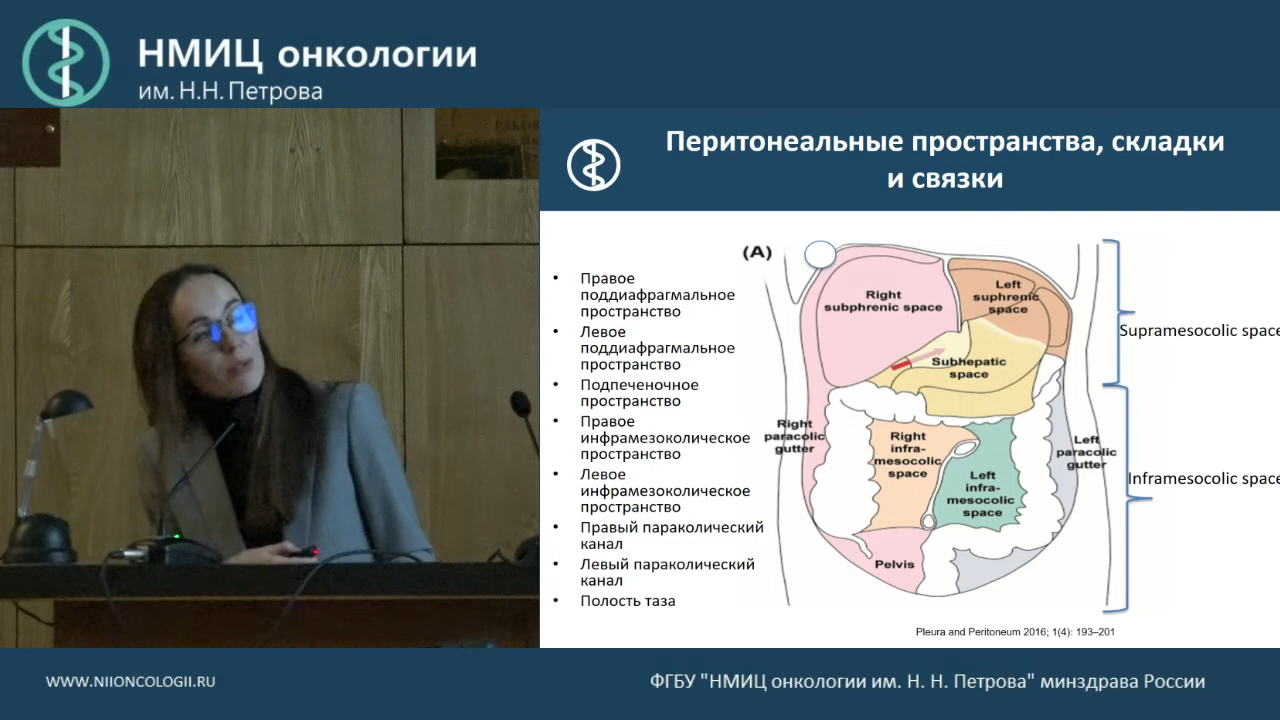 НМИЦ онкологии
им. Н.Н. Петрова
Перитонеальные пространства, складки
и связки
• Правое
поддиафрагмальное
пространство
• Левое
поддиафрагмальное
пространство
• Подпеченочное
пространство
• Правое
инфрамезоколическое
пространство
• Левое
инфрамезоколическое
пространство
• Правый параколический
канал
• Левый параколический
канал
• Полость таза
(A)
Right
subphrenic space
Left
suphrenic
space
Subhepatic
space
Supramesocolic space
Right
paracolic
gutter
Right
infra-
mesocolic
space
Left
infra-
mesocolic
space
Left
paracolic
gutter
Inframesocolic space
Pelvis
Pleura and Peritoneum 2016; 1(4): 193–201
WWW.NIIONCOLOGII.RU
ФГБУ "НМИЦ онкологии им. Н. Н. Петрова" минздрава России